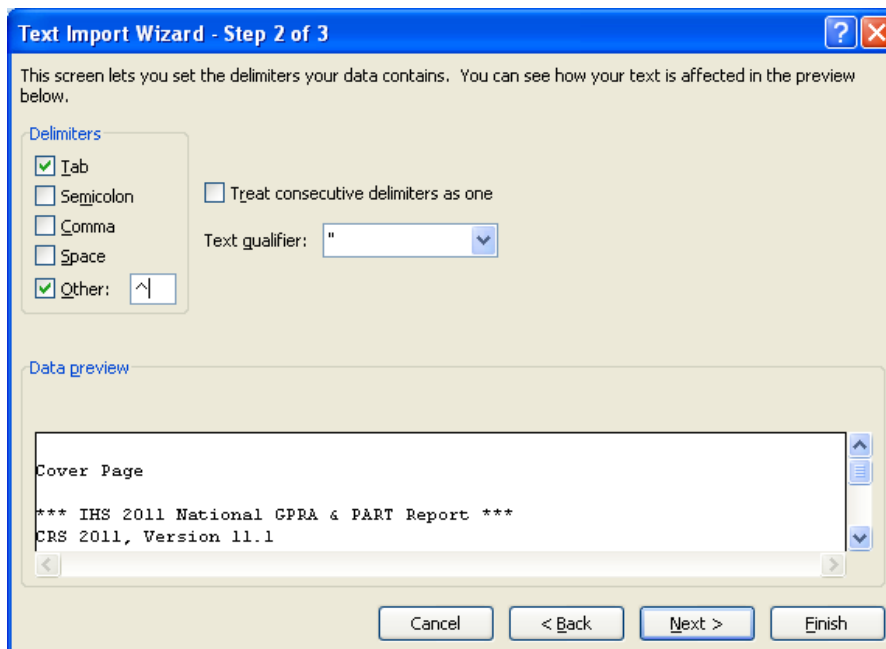 Text Import Wizard - Step 2 of 3
This screen lets you set the delimiters your data contains.  You can see how your text is affected in the preview
below.
Delimiters
Tab
Semicolon
Comma
Space
Other: ^
Treat consecutive delimiters as one
Text qualifier: "
Data preview
Cover Page
*** IHS 2011 National GPRA & PART Report ***
CRS 2011, Version 11.1
Cancel
< Back
Next >
Finish